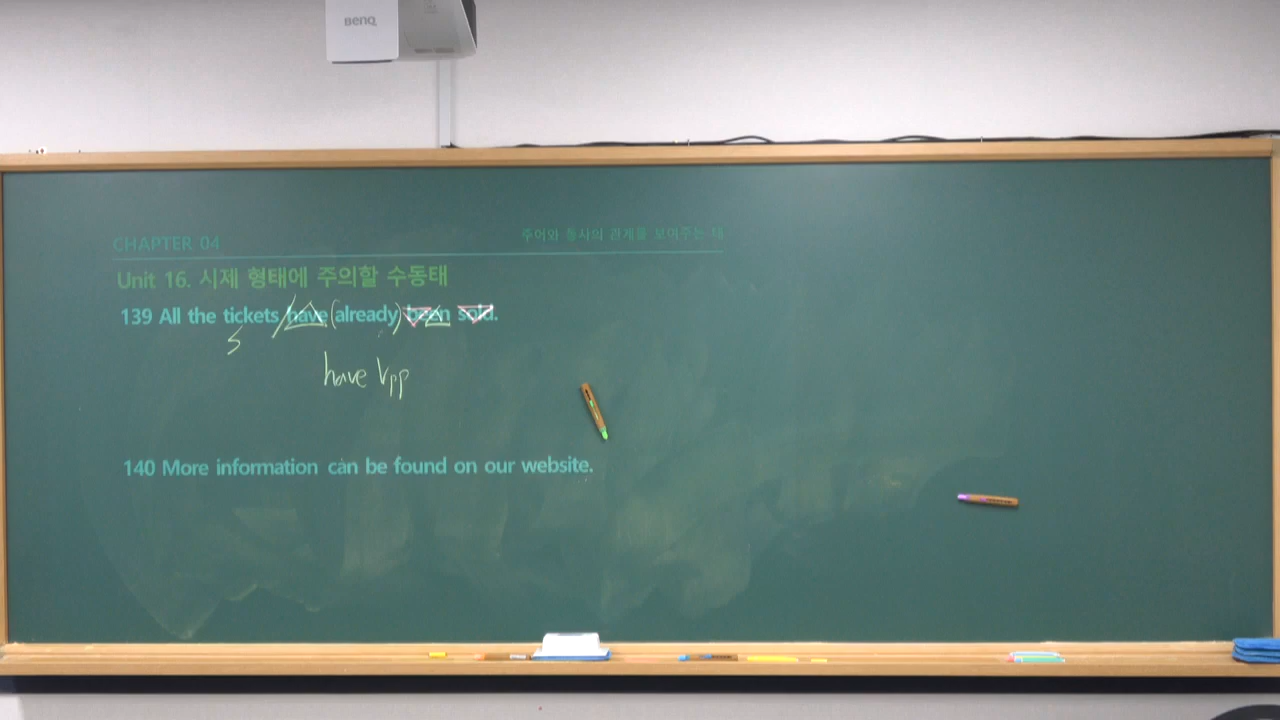 BenQ
CHAPTER 04
주어와 동사의 관계를 보여주는 태
Unit 16. 시제 형태에 주의할 수동태
139 All the tickets / have (already) been sold.
S
have Vpp
140 More information can be found on our website.